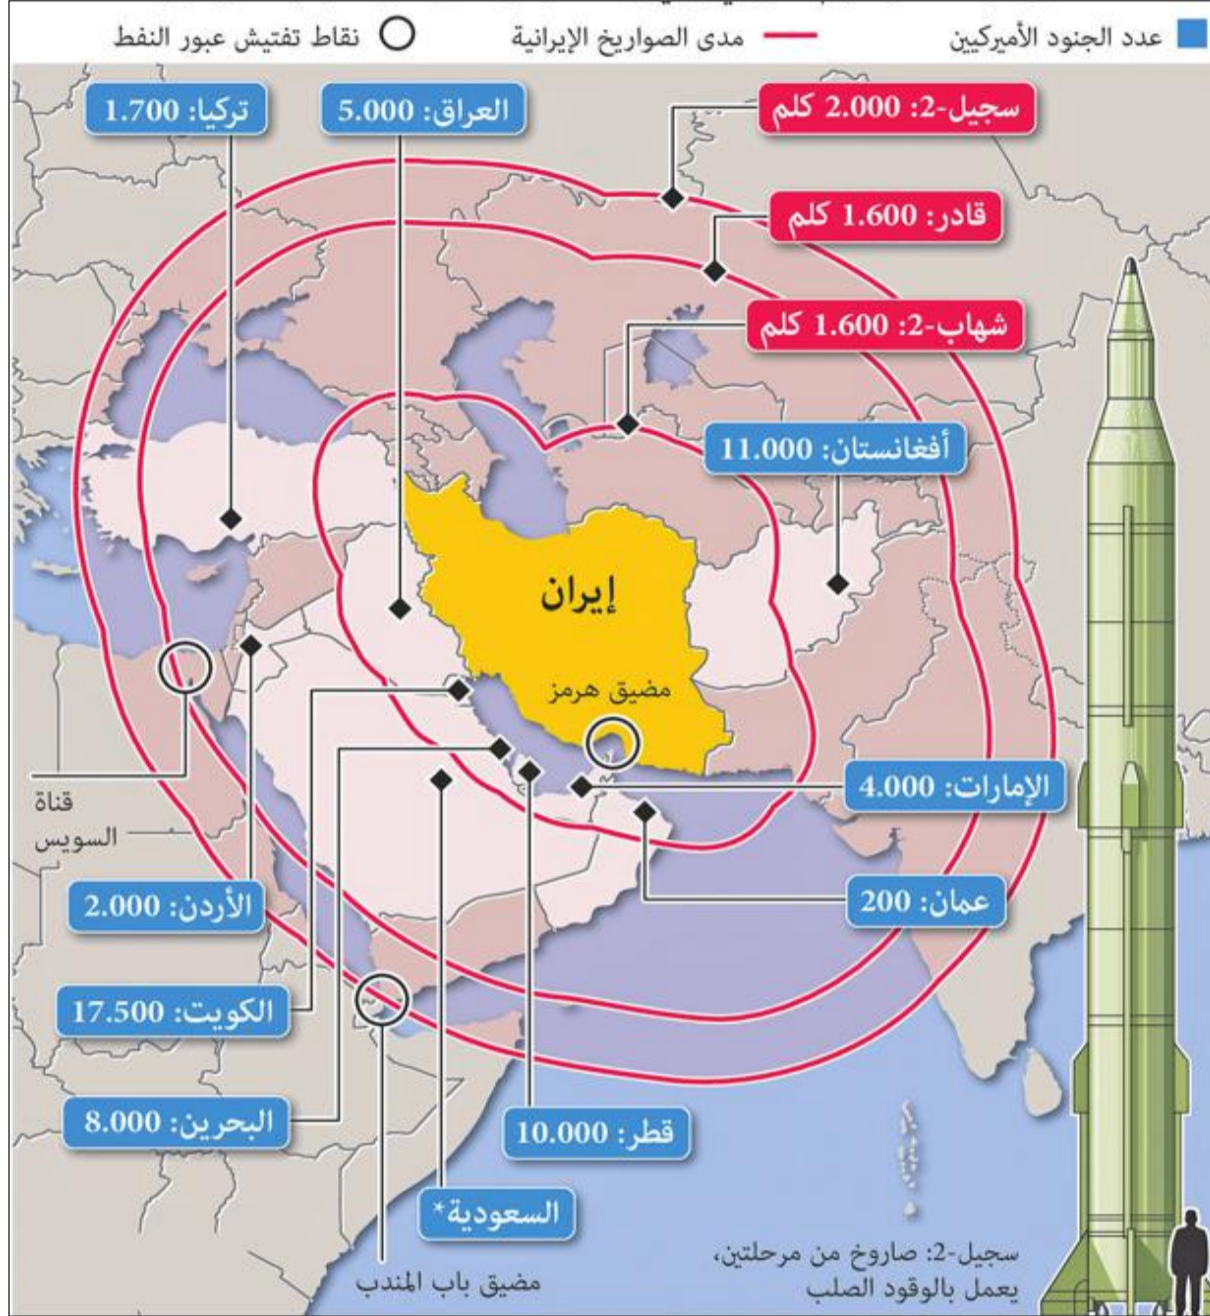 عدد الجنود الأميركيين
مدى الصواريخ الإيرانية
نقاط تفتيش عبور النفط
سجيل-2: 2.000 كلم
العراق: 5.000
تركيا: 1.700
قادر: 1.600 كلم
شهاب-2: 1.600 كلم
أفغانستان: 11.000
إيران
مضيق هرمز
الإمارات: 4.000
قناة
السويس
عمان: 200
الأردن: 2.000
الكويت: 17.500
البحرين: 8.000
قطر: 10.000
السعودية*
مضيق باب المندب
سجيل-2: صاروخ من مرحلتين،
يعمل بالوقود الصلب